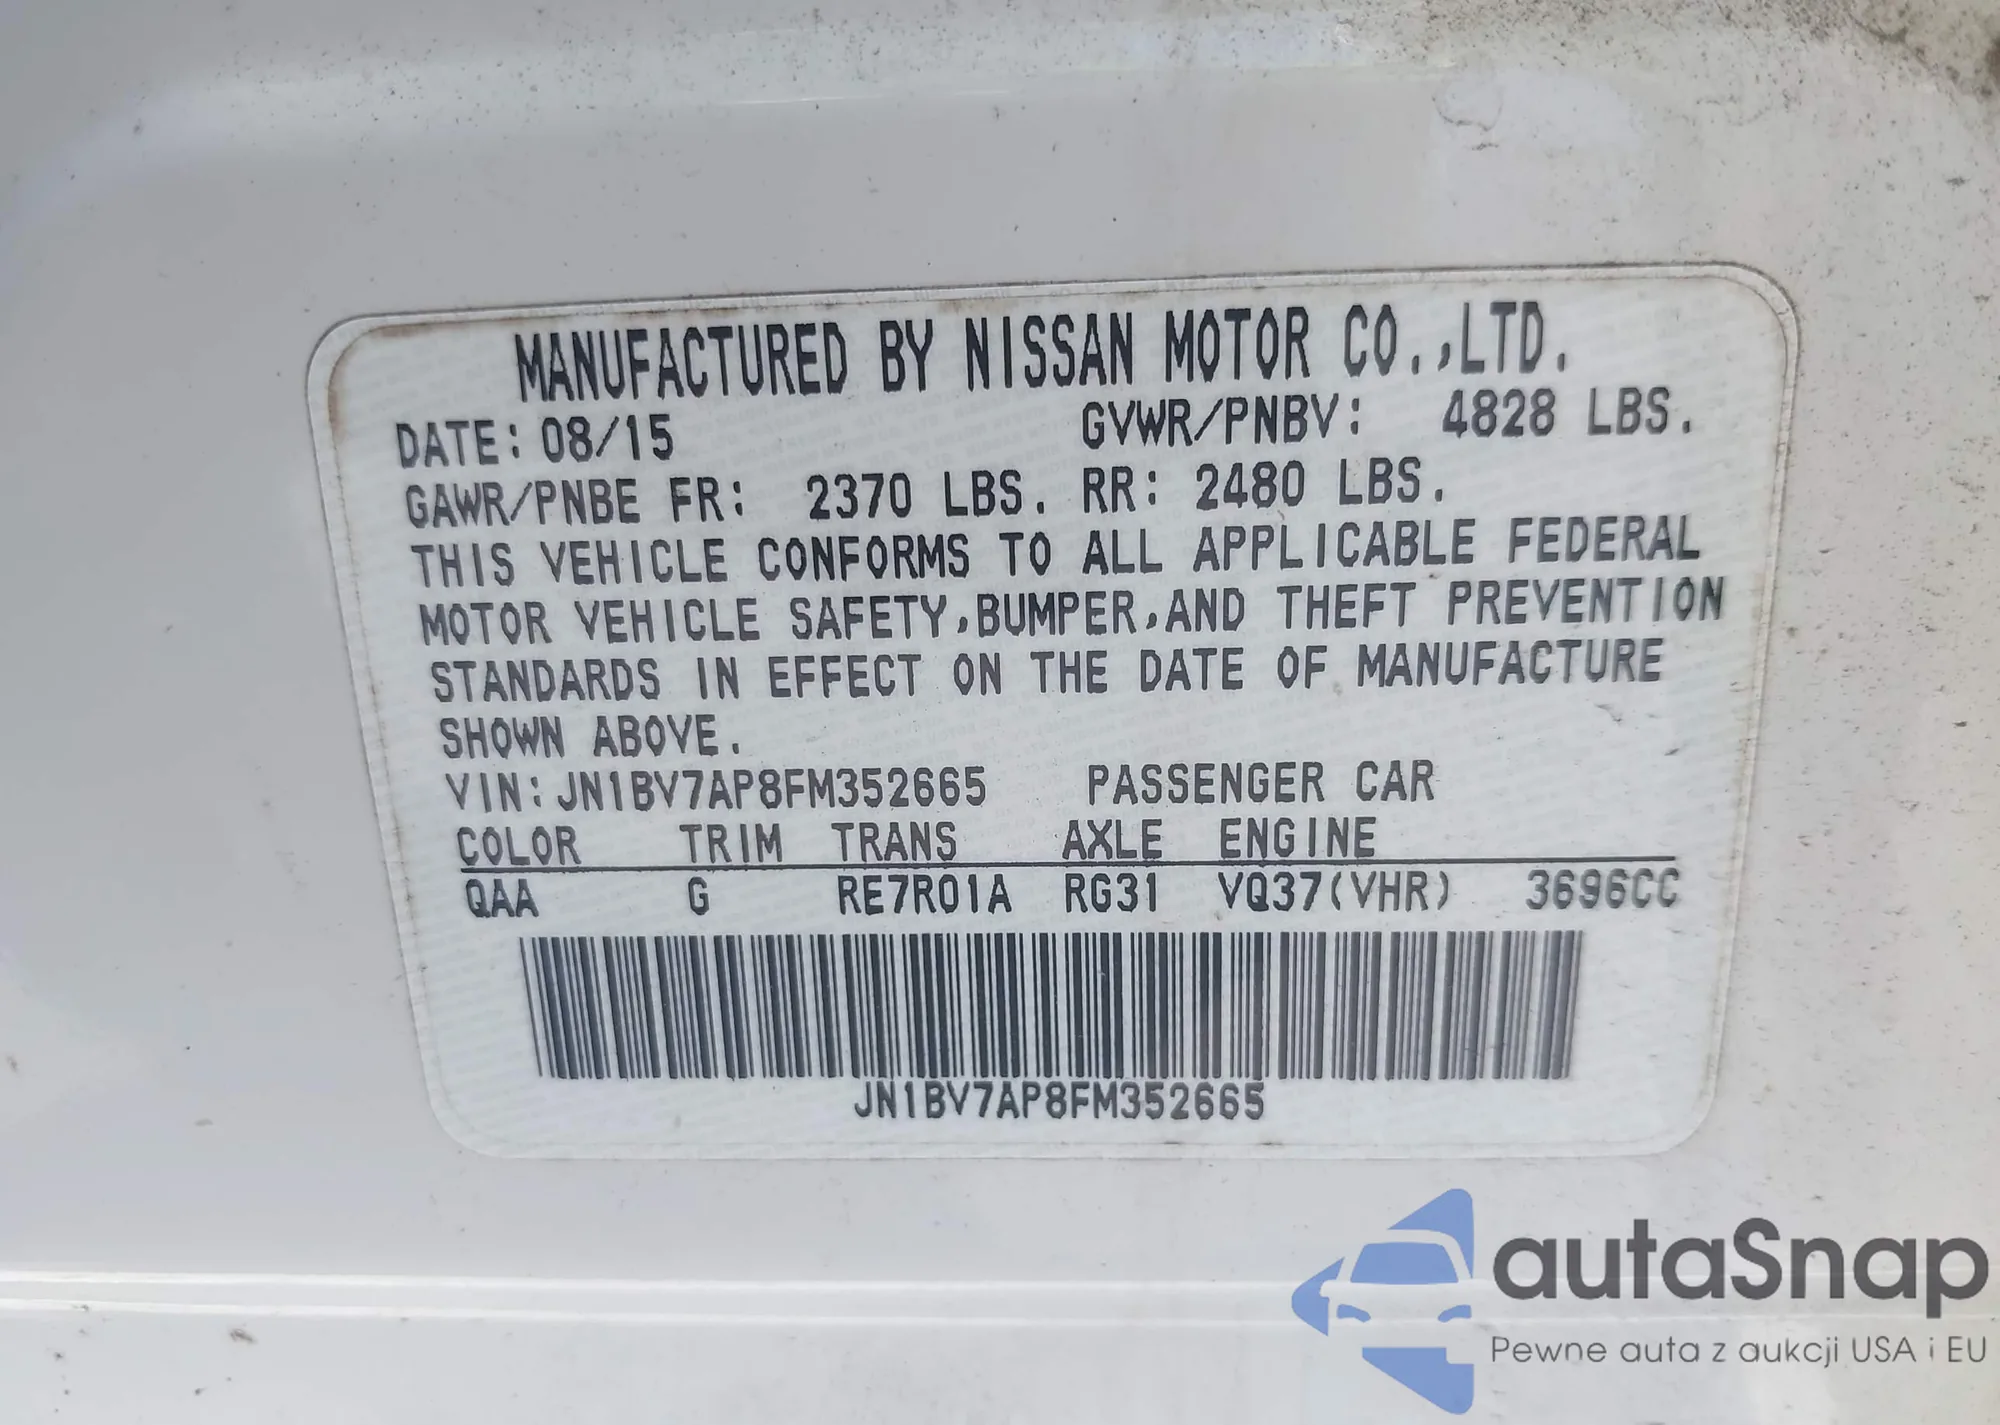 MANUFACTURED BY NISSAN MOTOR CO.,LTD.
DATE: 08/15 GVWR/PNBV: 4828 LBS.
GAWR/PNBE FR: 2370 LBS. RR: 2480 LBS.
THIS VEHICLE CONFORMS TO ALL APPLICABLE FEDERAL
MOTOR VEHICLE SAFETY,BUMPER,AND THEFT PREVENTION
STANDARDS IN EFFECT ON THE DATE OF MANUFACTURE
SHOWN ABOVE.
VIN:JN1BV7AP8FM352665 PASSENGER CAR
COLOR TRIM TRANS AXLE ENGINE
QAA G RE7R01A RG31 VQ37(VHR) 3696CC
JN1BV7AP8FM352665
autaSnap
Pewne auta z aukcji USA i EU